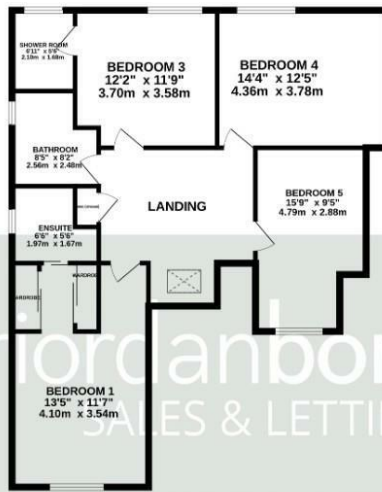 SHOWER ROOM
6'11" x 5'6"
2.10m x 1.68m
BEDROOM 3
12'2" x 11'9"
3.70m x 3.58m
BEDROOM 4
14'4" x 12'5"
4.36m x 3.78m
BATHROOM
8'5" x 8'2"
2.56m x 2.48m
LANDING
BEDROOM 5
15'9" x 9'5"
4.79m x 2.88m
ENSUITE
6'6" x 5'6"
1.97m x 1.67m
WARDROBE
BEDROOM 1
13'5" x 11'7"
4.10m x 3.54m
riordanbon
SALES & LETTI